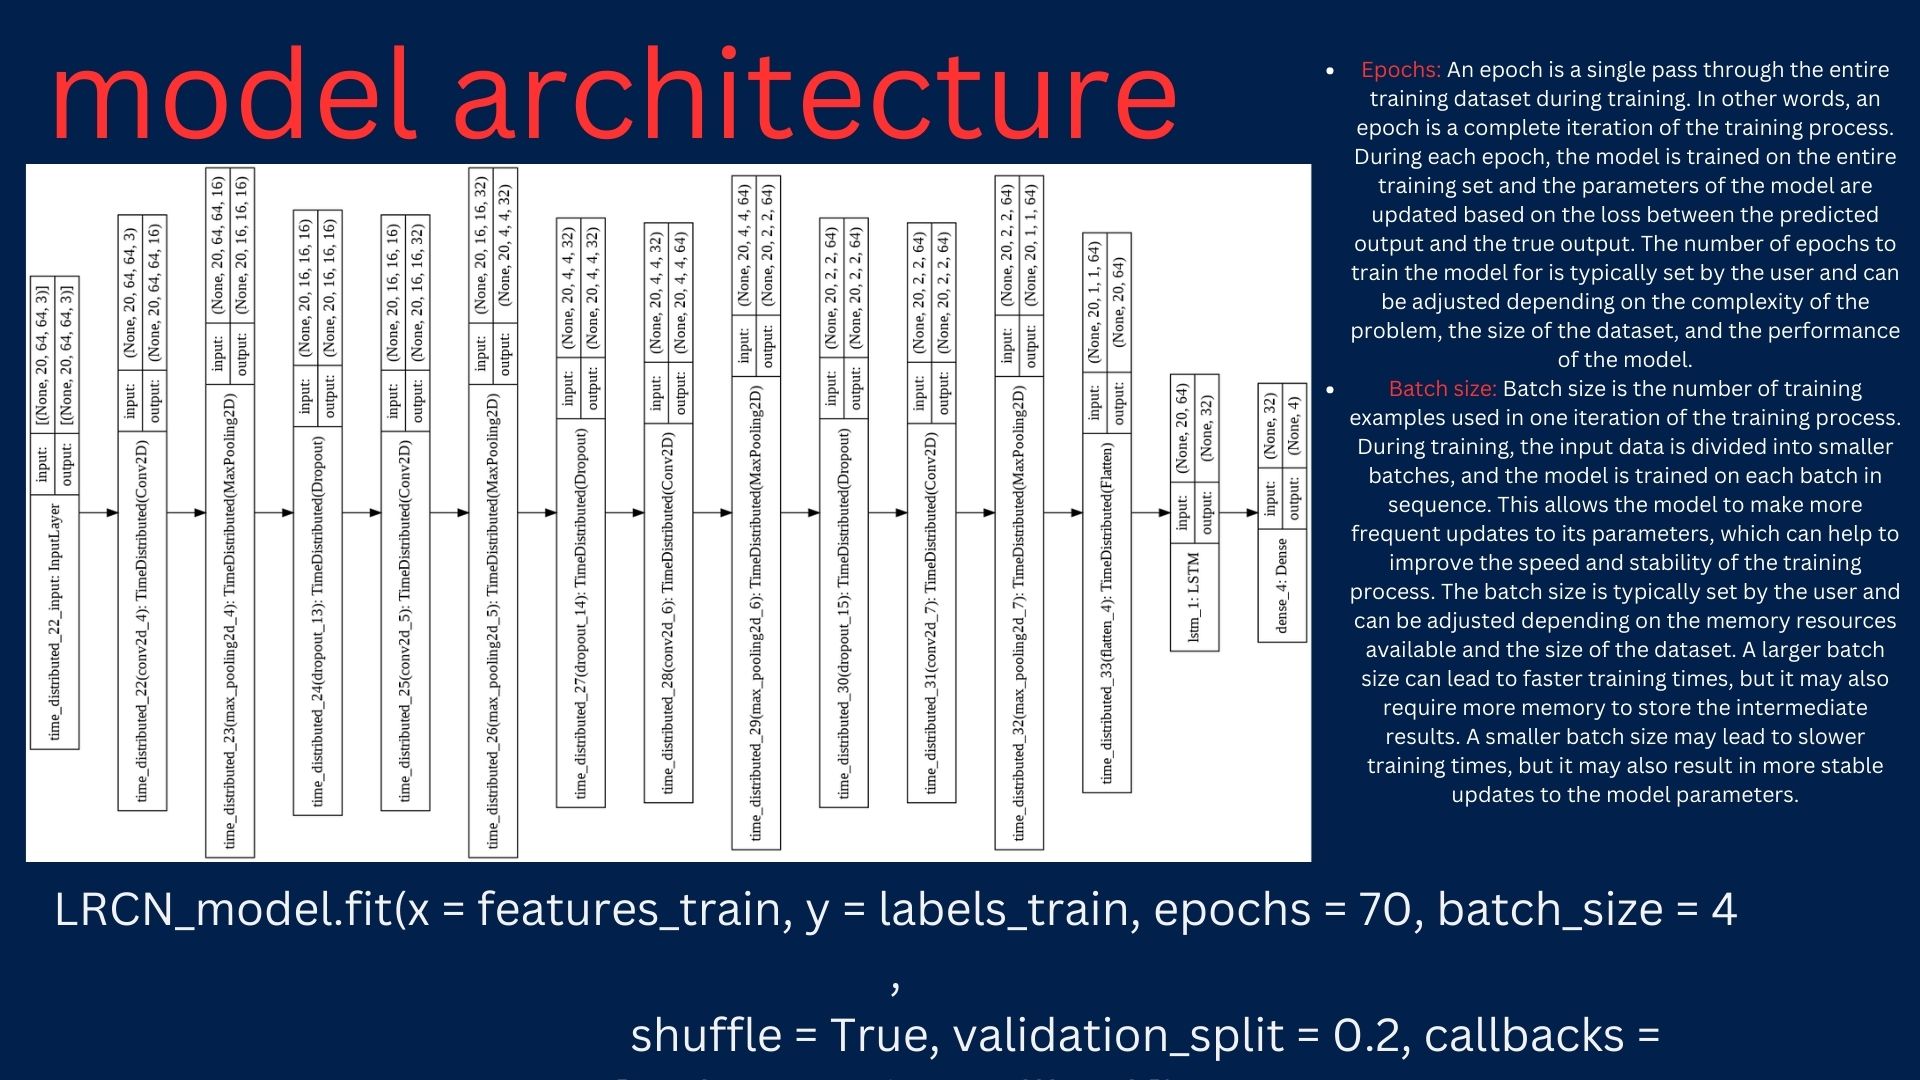 model architecture
time_distributed_22_input: InputLayer
input: [(None, 20, 64, 64, 3)]
output: [(None, 20, 64, 64, 3)]
time_distributed_22(conv2d_4): TimeDistributed(Conv2D)
input: (None, 20, 64, 64, 3)
output: (None, 20, 64, 64, 16)
time_distributed_23(max_pooling2d_4): TimeDistributed(MaxPooling2D)
input: (None, 20, 64, 64, 16)
output: (None, 20, 16, 16, 16)
time_distributed_24(dropout_13): TimeDistributed(Dropout)
input: (None, 20, 16, 16, 16)
output: (None, 20, 16, 16, 16)
time_distributed_25(conv2d_5): TimeDistributed(Conv2D)
input: (None, 20, 16, 16, 16)
output: (None, 20, 16, 16, 32)
time_distributed_26(max_pooling2d_5): TimeDistributed(MaxPooling2D)
input: (None, 20, 16, 16, 32)
output: (None, 20, 4, 4, 32)
time_distributed_27(dropout_14): TimeDistributed(Dropout)
input: (None, 20, 4, 4, 32)
output: (None, 20, 4, 4, 32)
time_distributed_28(conv2d_6): TimeDistributed(Conv2D)
input: (None, 20, 4, 4, 32)
output: (None, 20, 4, 4, 64)
time_distributed_29(max_pooling2d_6): TimeDistributed(MaxPooling2D)
input: (None, 20, 4, 4, 64)
output: (None, 20, 2, 2, 64)
time_distributed_30(dropout_15): TimeDistributed(Dropout)
input: (None, 20, 2, 2, 64)
output: (None, 20, 2, 2, 64)
time_distributed_31(conv2d_7): TimeDistributed(Conv2D)
input: (None, 20, 2, 2, 64)
output: (None, 20, 2, 2, 64)
time_distributed_32(max_pooling2d_7): TimeDistributed(MaxPooling2D)
input: (None, 20, 2, 2, 64)
output: (None, 20, 1, 1, 64)
time_distributed_33(flatten_4): TimeDistributed(Flatten)
input: (None, 20, 1, 1, 64)
output: (None, 20, 64)
lstm_1: LSTM
input: (None, 20, 64)
output: (None, 32)
dense_4: Dense
input: (None, 32)
output: (None, 4)
• Epochs: An epoch is a single pass through the entire
training dataset during training. In other words, an
epoch is a complete iteration of the training process.
During each epoch, the model is trained on the entire
training set and the parameters of the model are
updated based on the loss between the predicted
output and the true output. The number of epochs to
train the model for is typically set by the user and can
be adjusted depending on the complexity of the
problem, the size of the dataset, and the performance
of the model.
• Batch size: Batch size is the number of training
examples used in one iteration of the training process.
During training, the input data is divided into smaller
batches, and the model is trained on each batch in
sequence. This allows the model to make more
frequent updates to its parameters, which can help to
improve the speed and stability of the training
process. The batch size is typically set by the user and
can be adjusted depending on the memory resources
available and the size of the dataset. A larger batch
size can lead to faster training times, but it may also
require more memory to store the intermediate
results. A smaller batch size may lead to slower
training times, but it may also result in more stable
updates to the model parameters.
LRCN_model.fit(x = features_train, y = labels_train, epochs = 70, batch_size = 4
,
shuffle = True, validation_split = 0.2, callbacks =